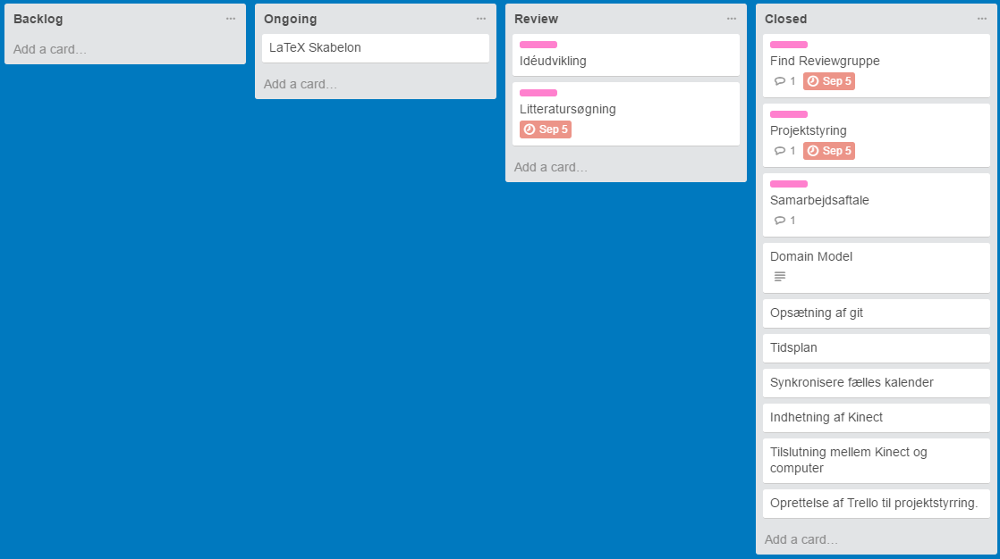 Backlog
Add a card…
Ongoing
LaTeX Skabelon
Add a card…
Review
Idéudvikling
Litteratursøgning
Sep 5
Add a card…
Closed
Find Reviewgruppe
1 Sep 5
Projektstyring
1 Sep 5
Samarbejdsaftale
1
Domain Model
Opsætning af git
Tidsplan
Synkronisere fælles kalender
Indhetning af Kinect
Tilslutning mellem Kinect og
computer
Oprettelse af Trello til projektstyrring.
Add a card…